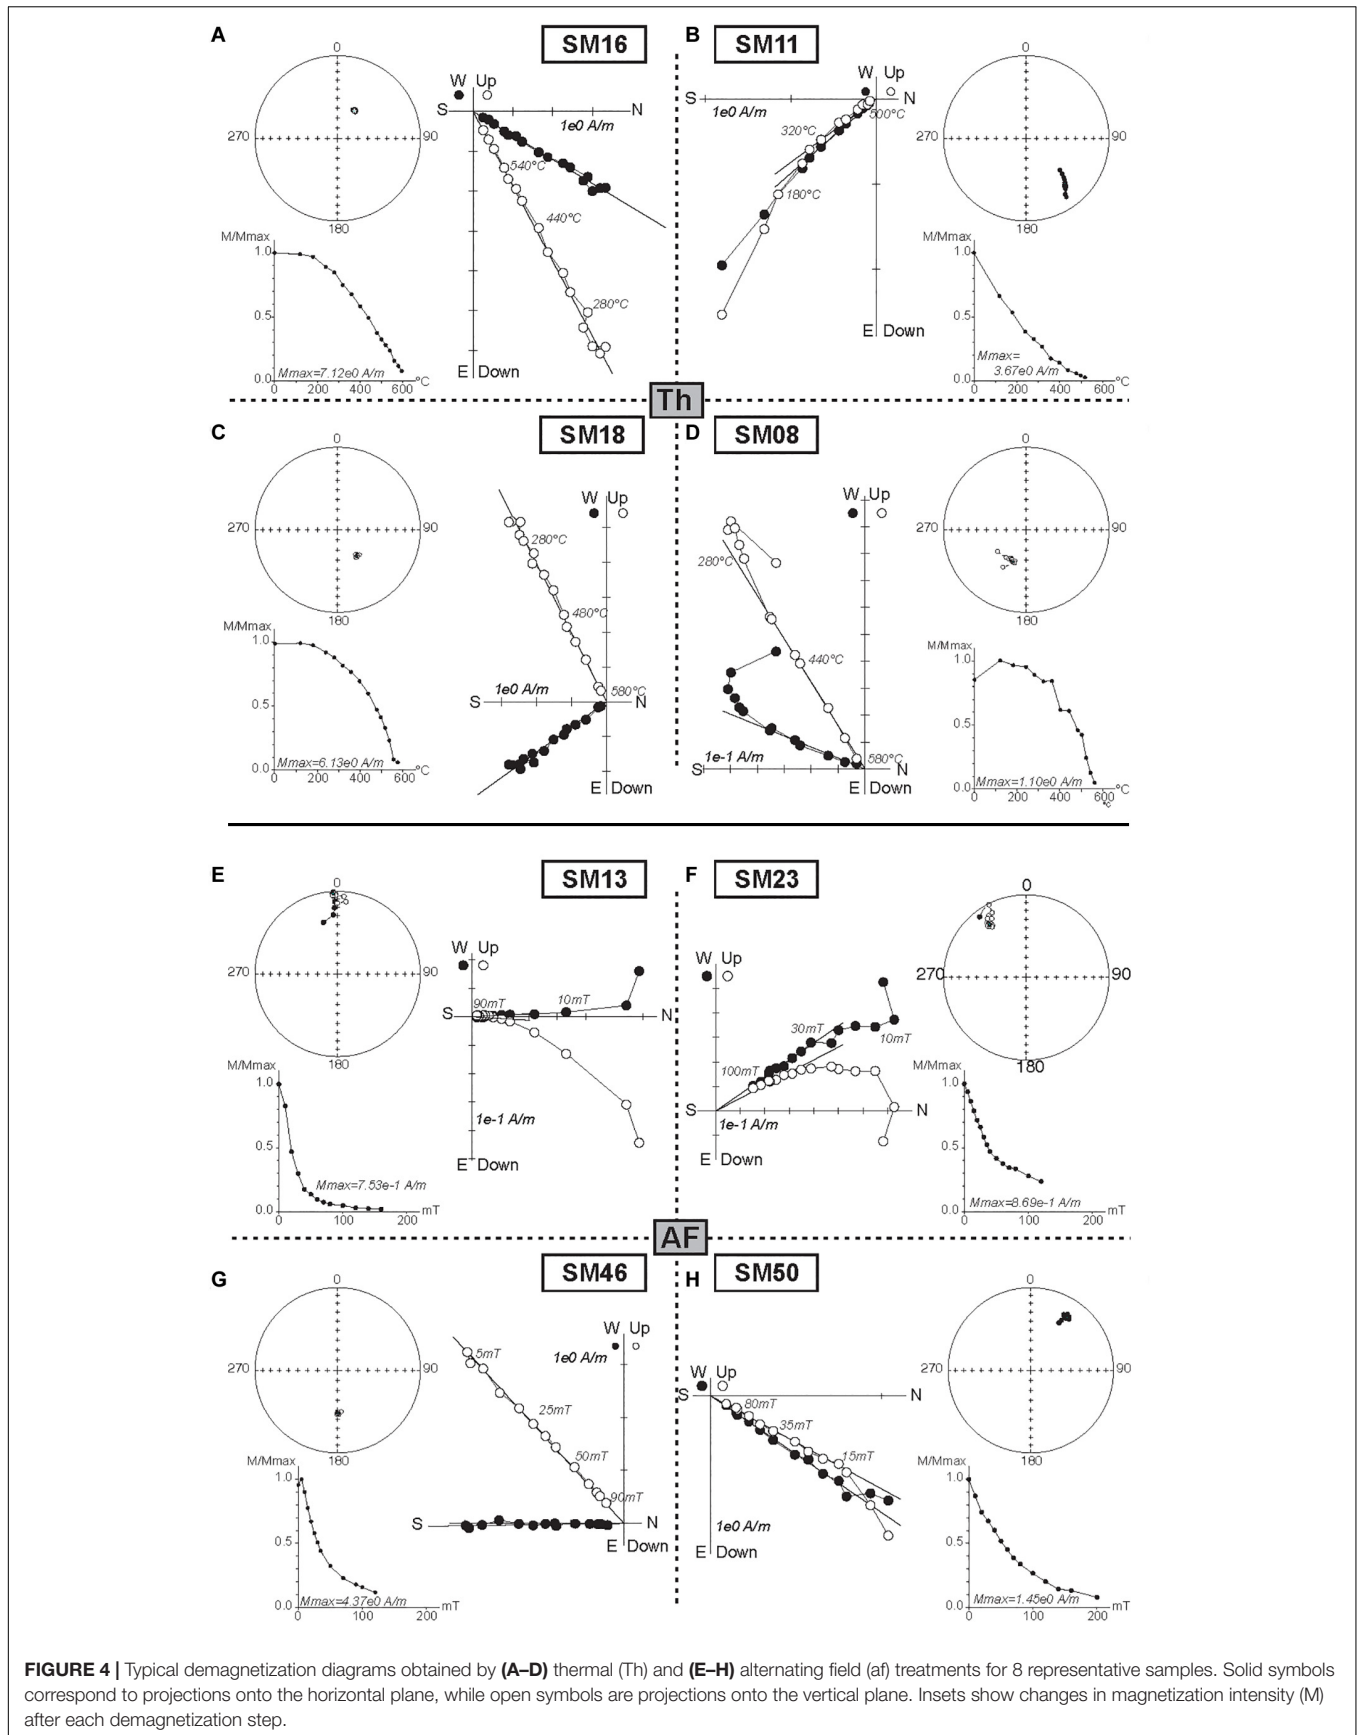 A
SM16
0
270
90
180
W Up
S
N
1e0 A/m
540°C
440°C
280°C
E Down
M/Mmax
1.0
0.5
0.0
Mmax=7.12e0 A/m
0 200 400 600 °C
B
SM11
W Up
S
N
1e0 A/m
500°C
320°C
180°C
E Down
0
270
90
180
M/Mmax
1.0
0.5
0.0
Mmax=
3.67e0 A/m
0 200 400 600 °C
Th
C
SM18
0
270
90
180
W Up
280°C
480°C
580°C
1e0 A/m
S
N
E Down
M/Mmax
1.0
0.5
0.0
Mmax=6.13e0 A/m
0 200 400 600 °C
D
SM08
W Up
280°C
440°C
580°C
1e-1 A/m
S
N
E Down
0
270
90
180
M/Mmax
1.0
0.5
0.0
Mmax=1.10e0 A/m
0 200 400 600 °C
°C
E
SM13
0
270
90
180
W Up
90mT
10mT
S
N
1e-1 A/m
E Down
M/Mmax
1.0
0.5
0.0
Mmax=7.53e-1 A/m
0 100 200 mT
F
SM23
W Up
30mT
10mT
100mT
S
N
1e-1 A/m
E Down
0
270
90
180
M/Mmax
1.0
0.5
0.0
Mmax=8.69e-1 A/m
0 100 200 mT
AF
G
SM46
0
270
90
180
W Up
1e0 A/m
5mT
25mT
50mT
90mT
S
N
E Down
M/Mmax
1.0
0.5
0.0
Mmax=4.37e0 A/m
0 100 200 mT
H
SM50
W Up
S
N
80mT
35mT
15mT
1e0 A/m
E Down
0
270
90
180
M/Mmax
1.0
0.5
0.0
Mmax=1.45e0 A/m
0 100 200 mT
FIGURE 4 | Typical demagnetization diagrams obtained by (A–D) thermal (Th) and (E–H) alternating field (af) treatments for 8 representative samples. Solid symbols
correspond to projections onto the horizontal plane, while open symbols are projections onto the vertical plane. Insets show changes in magnetization intensity (M)
after each demagnetization step.